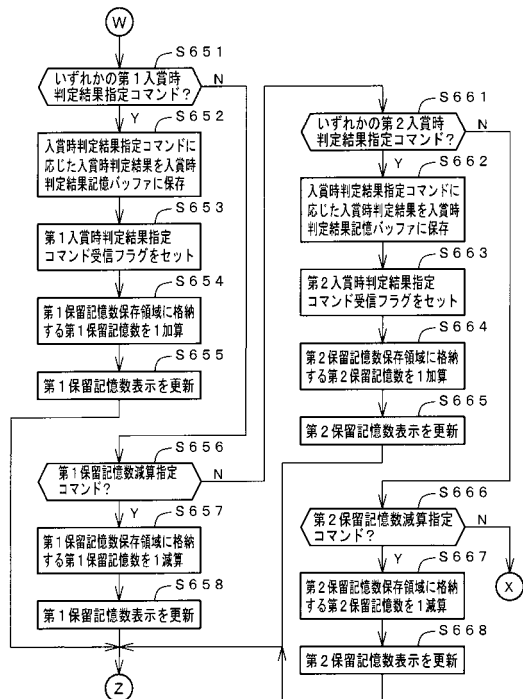 W
S651
いずれかの第1入賞時
判定結果指定コマンド?
N
Y
S652
入賞時判定結果指定コマンドに
応じた入賞時判定結果を入賞時
判定結果記憶バッファに保存
S653
第1入賞時判定結果指定
コマンド受信フラグをセット
S654
第1保留記憶数保存領域に格納
する第1保留記憶数を1加算
S655
第1保留記憶数表示を更新
S656
第1保留記憶数減算指定
コマンド?
N
Y
S657
第1保留記憶数保存領域に格納
する第1保留記憶数を1減算
S658
第1保留記憶数表示を更新
Z
S661
いずれかの第2入賞時
判定結果指定コマンド?
N
Y
S662
入賞時判定結果指定コマンドに
応じた入賞時判定結果を入賞時
判定結果記憶バッファに保存
S663
第2入賞時判定結果指定
コマンド受信フラグをセット
S664
第2保留記憶数保存領域に格納
する第2保留記憶数を1加算
S665
第2保留記憶数表示を更新
S666
第2保留記憶数減算指定
コマンド?
N
Y
X
S667
第2保留記憶数保存領域に格納
する第2保留記憶数を1減算
S668
第2保留記憶数表示を更新